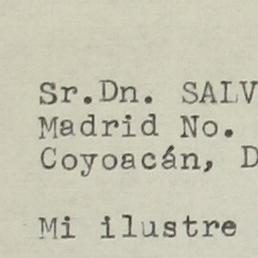 Sr.Dn. SALV
Madrid No.
Coyoacán, D
Mi ilustre